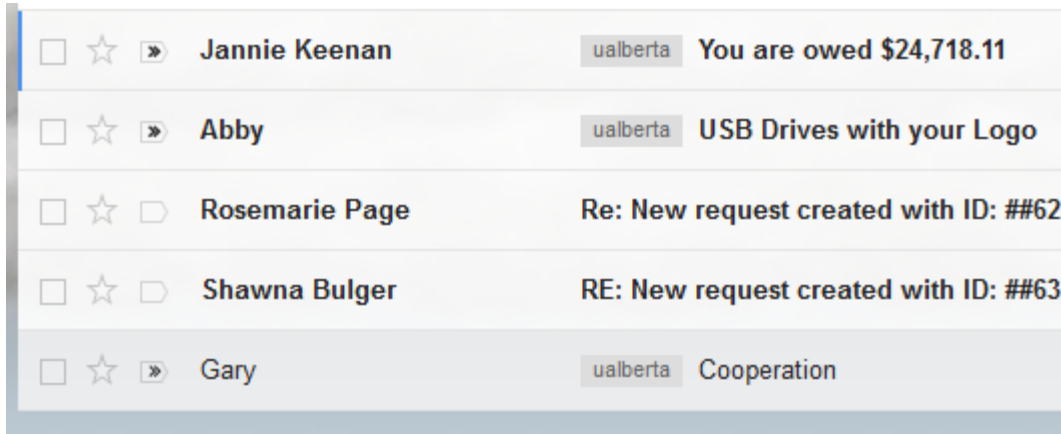 Jannie Keenan ualberta You are owed $24,718.11
Abby ualberta USB Drives with your Logo
Rosemarie Page Re: New request created with ID: ##62
Shawna Bulger RE: New request created with ID: ##63
Gary ualberta Cooperation